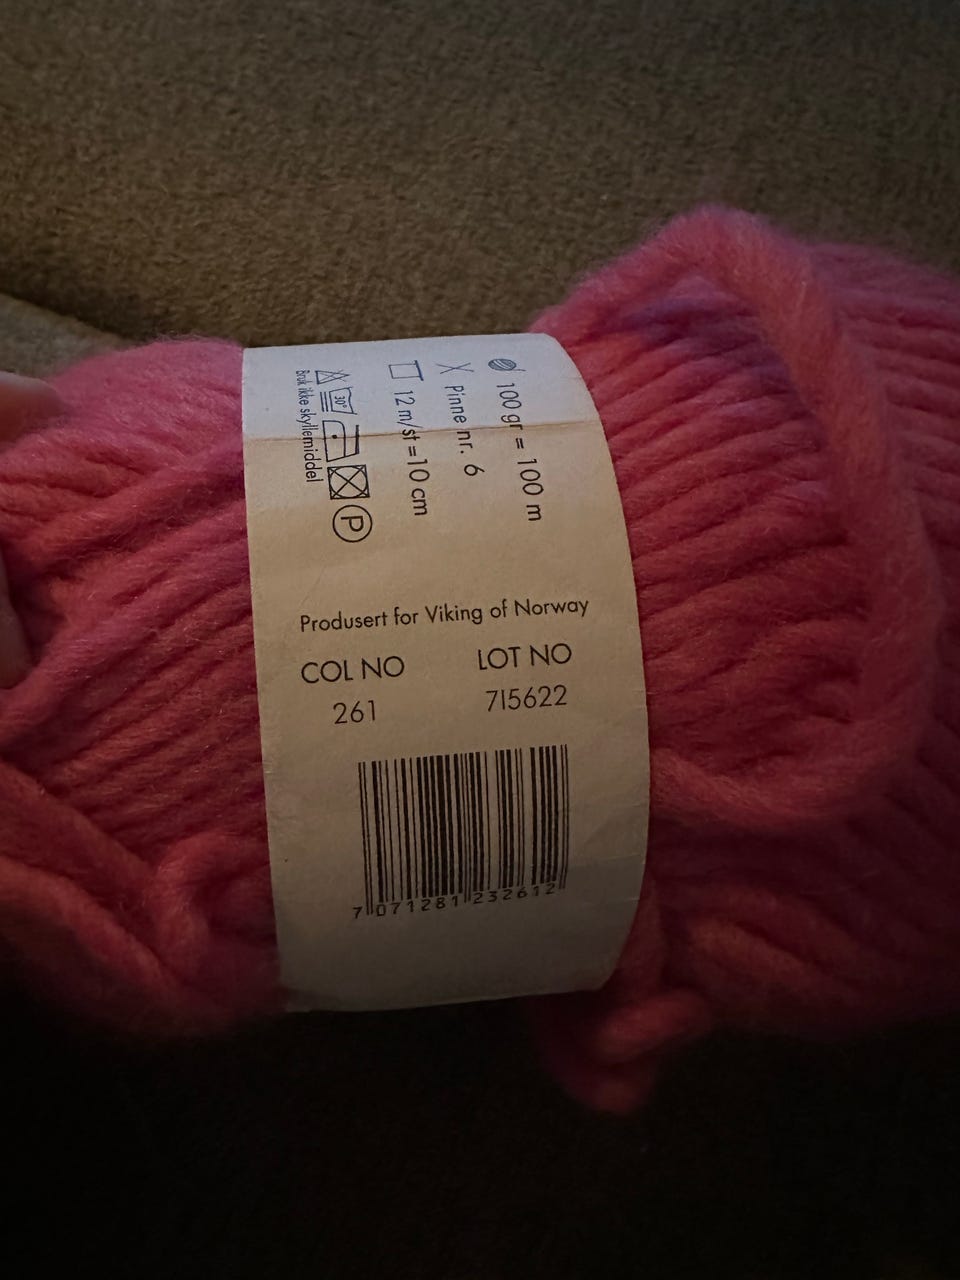 100 gr = 100 m
Pinne nr. 6
12 m/st = 10 cm
30°
P
Bruk ikke skyllemiddel
Produsert for Viking of Norway
COL NO LOT NO
261 715622
7 071281 232612